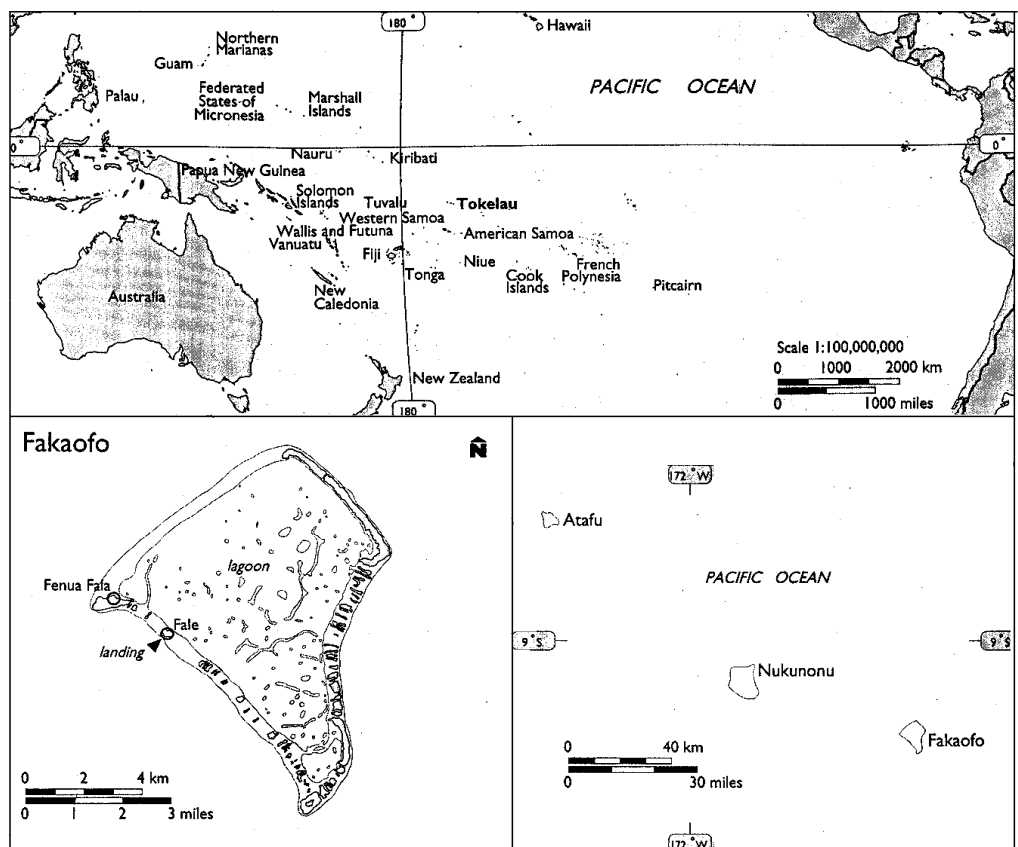 180°
Hawaii
Northern
Marianas
Guam
PACIFIC OCEAN
Palau
Federated
States of
Micronesia
Marshall
Islands
0°
0°
Nauru
Kiribati
Papua New Guinea
Solomon
Islands
Tuvalu
Tokelau
Western Samoa
Wallis and Futuna
American Samoa
Vanuatu
Fiji
Niue
French
Polynesia
Tonga
Cook
Islands
Pitcairn
Australia
New
Caledonia
Scale 1:100,000,000
0 1000 2000 km
0 1000 miles
New Zealand
180°
Fakaofo
N
lagoon
Fenua Fala
Fale
landing
0 2 4 km
0 1 2 3 miles
172° W
Atafu
PACIFIC OCEAN
9° S
9° S
Nukunonu
Fakaofo
0 40 km
0 30 miles
172° W